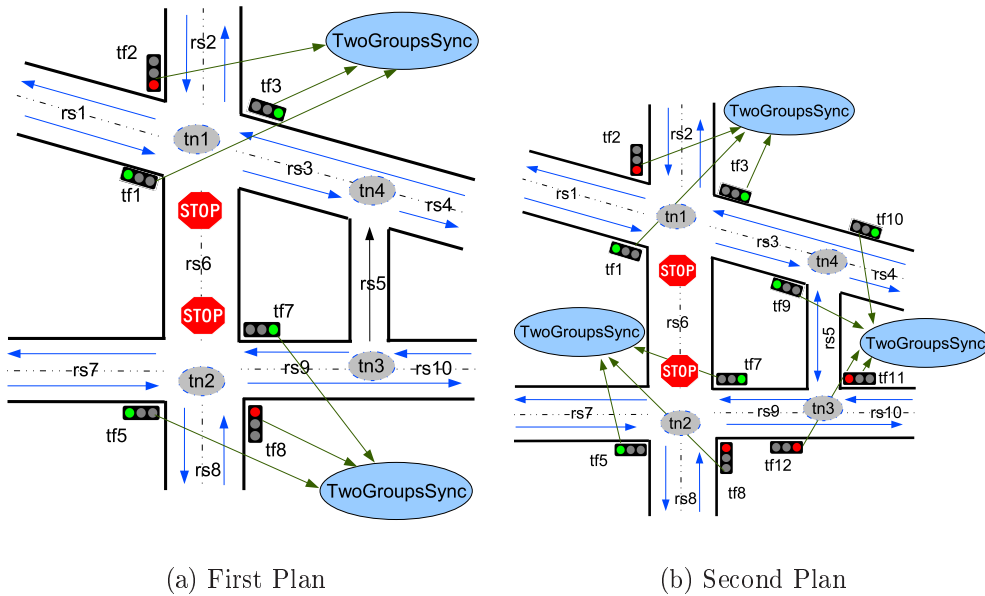 rs2
TwoGroupsSync
tf2
tf3
rs1
tn1
rs3
tn4
rs4
tf1
STOP
rs6
rs5
STOP
tf7
rs7
tn2
rs9
tn3
rs10
tf5
tf8
rs8
TwoGroupsSync
(a) First Plan
TwoGroupsSync
tf2
rs2
tf3
rs1
tn1
tf10
rs3
tn4
rs4
tf1
STOP
tf9
TwoGroupsSync
rs6
rs5
TwoGroupsSync
STOP
tf7
tf11
rs7
tn2
rs9
tn3
rs10
tf5
tf8
tf12
rs8
(b) Second Plan